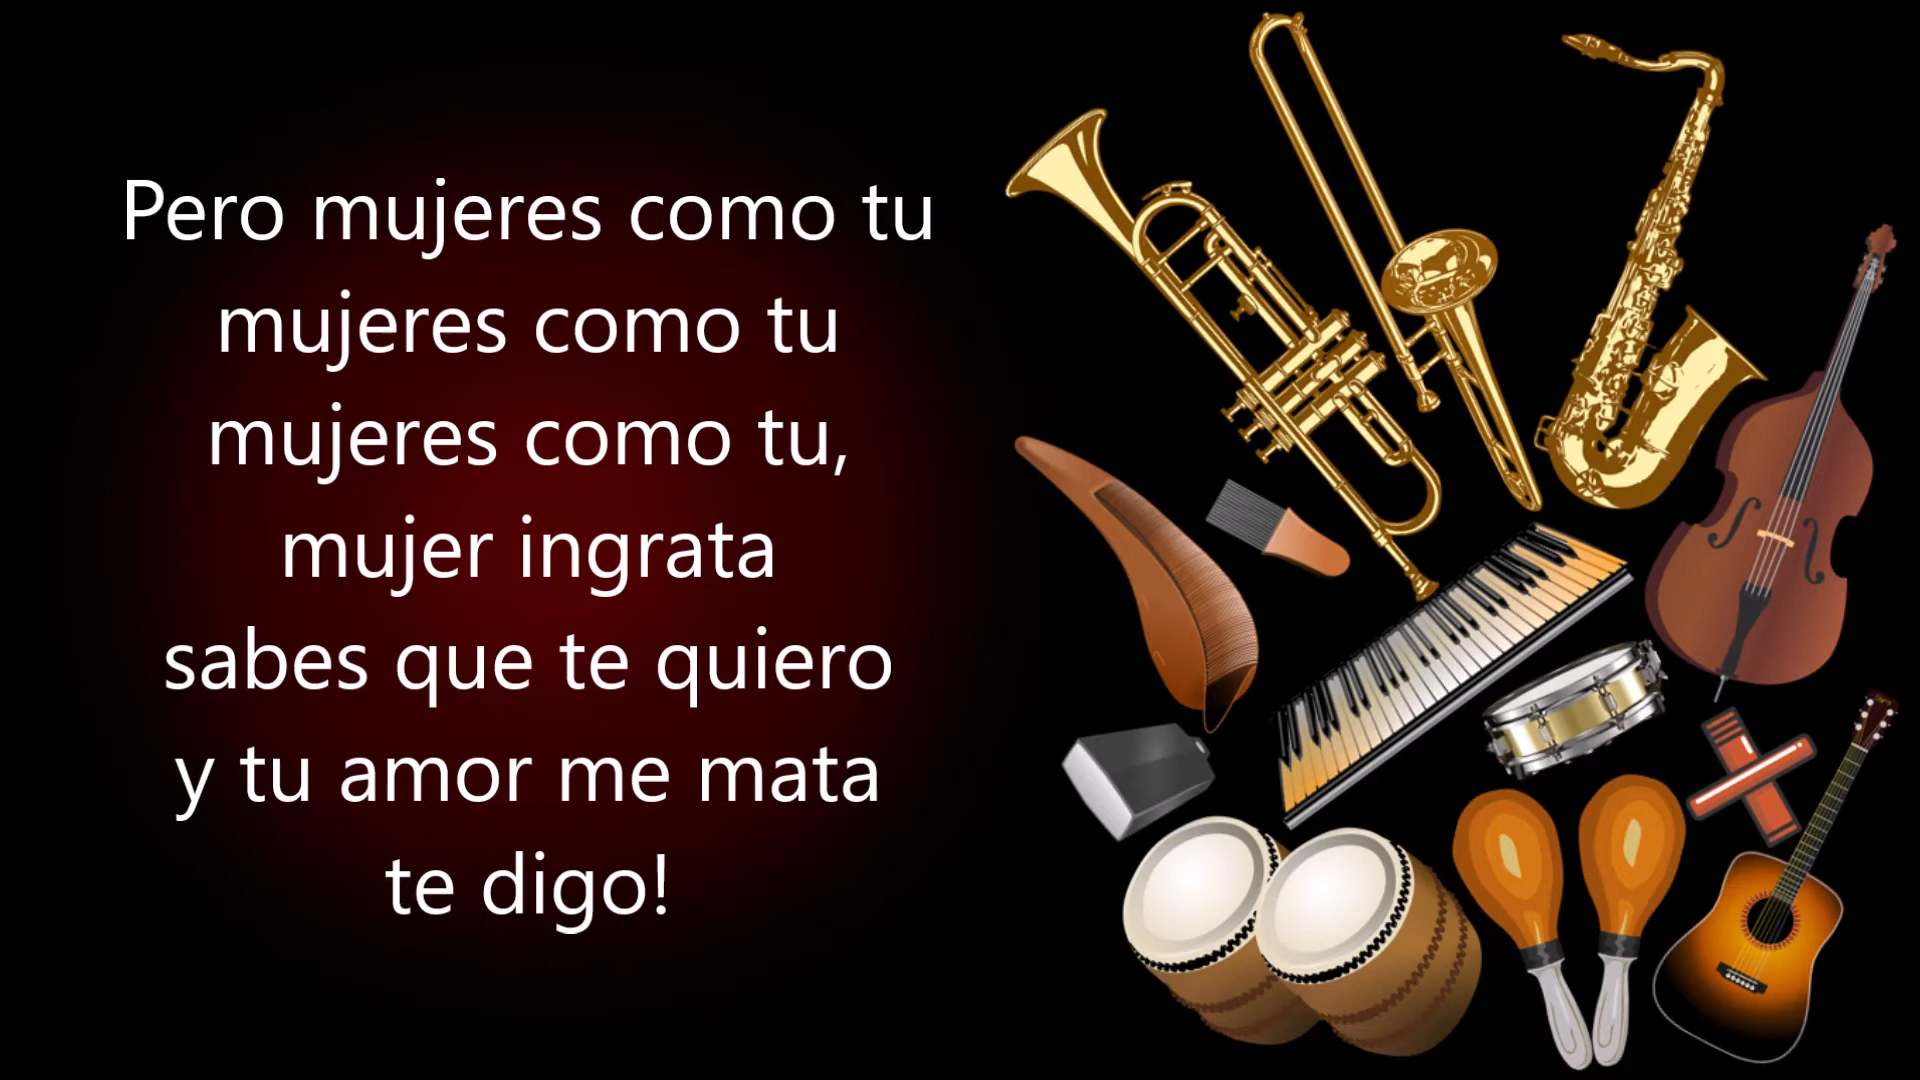 Pero mujeres como tu
mujeres como tu
mujeres como tu,
mujer ingrata
sabes que te quiero
y tu amor me mata
te digo!